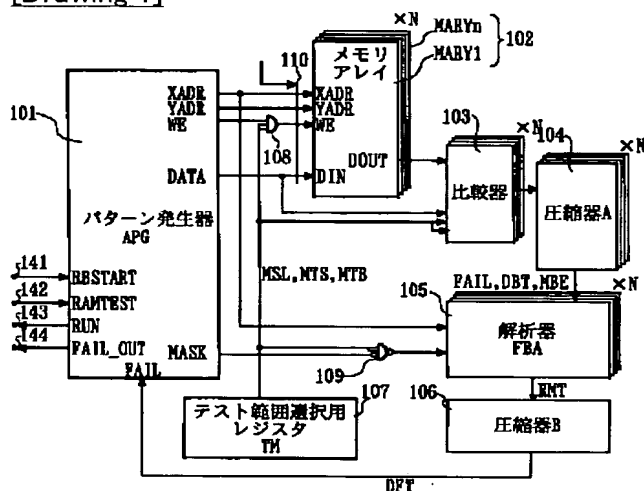 [Drawing 1]
×N
MARYn
102
MARY1
110
メモリ
アレイ
101
XADR
YADR
WE
XADR
YADR
WE
108
103
×N
104
×N
DOUT
DATA
DIN
比較器
圧縮器A
パターン発生器
APG
141
RBSTART
142
RAMTEST
143
RUN
144
FAIL_OUT
MASK
FAIL
MSL,MTS,MTB
FAIL,DBT,MBE
×N
105
解析器
FBA
109
テスト範囲選択用
レジスタ
TM
107
RMT
106
圧縮器B
DFT